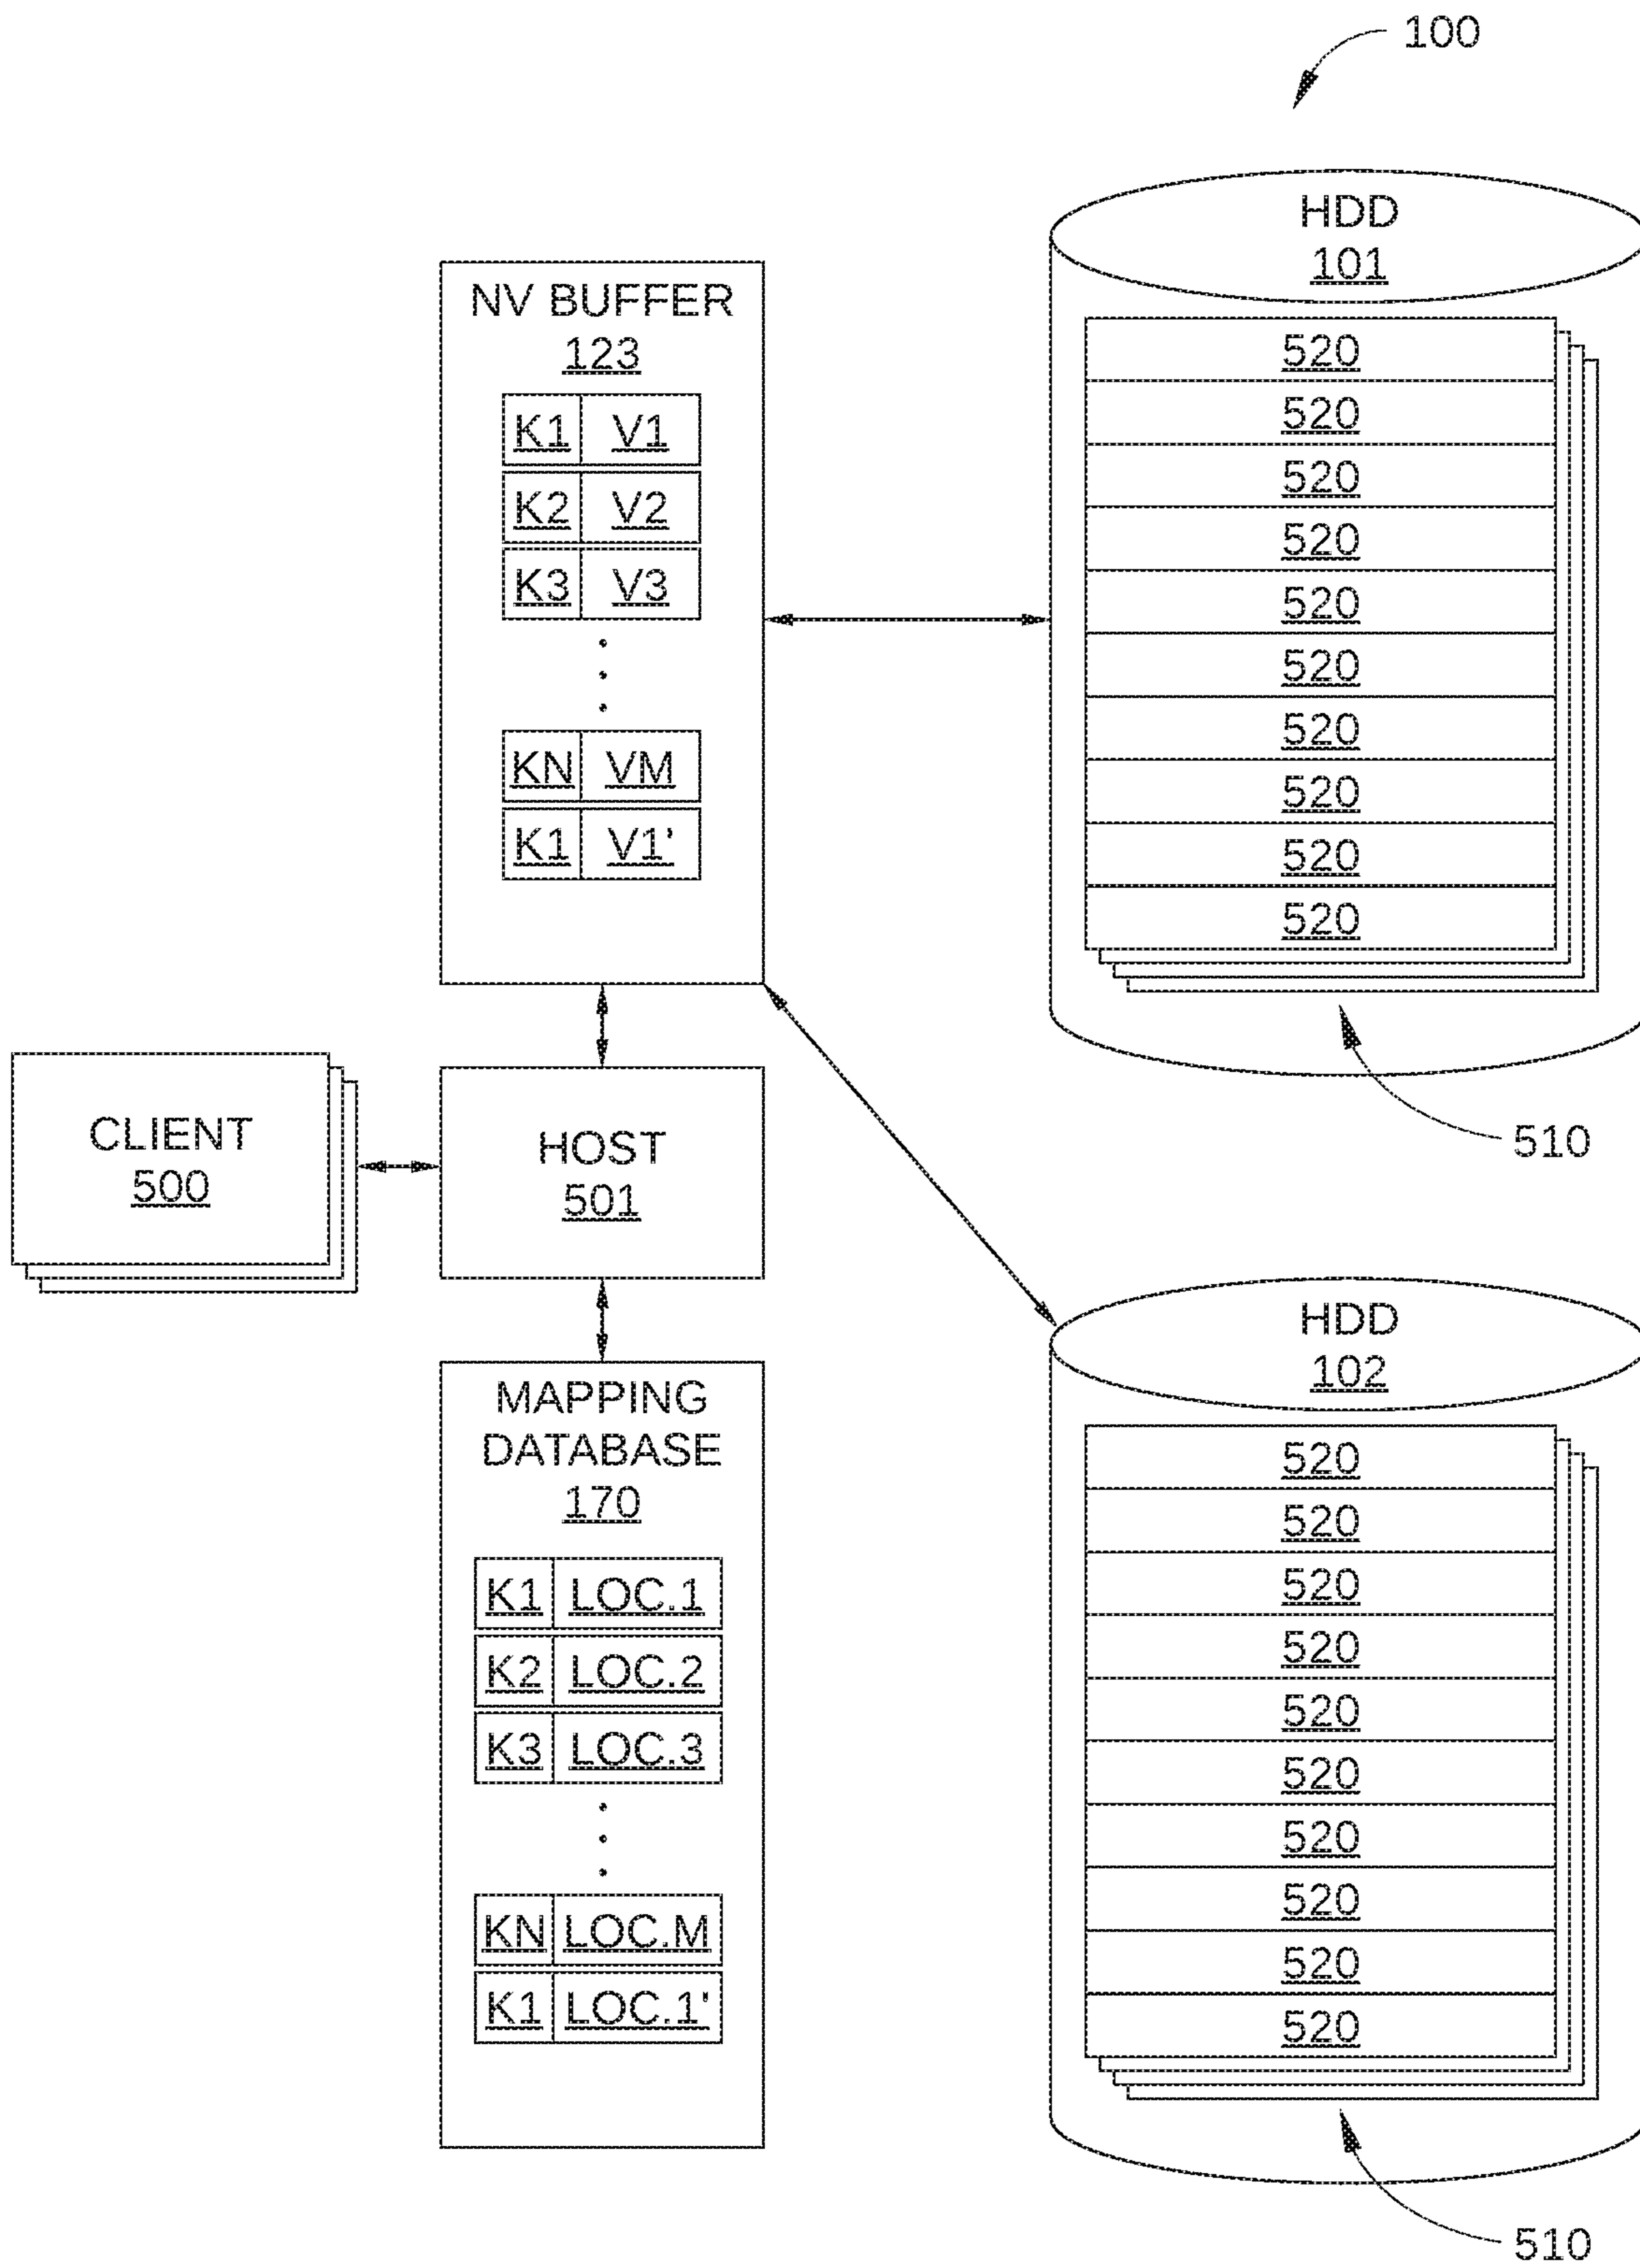 100
HDD
101
520
520
520
520
520
520
520
520
520
520
510
NV BUFFER
123
K1 V1
K2 V2
K3 V3
KN VM
K1 V1'
CLIENT
500
HOST
501
MAPPING
DATABASE
170
K1 LOC.1
K2 LOC.2
K3 LOC.3
KN LOC.M
K1 LOC.1'
HDD
102
520
520
520
520
520
520
520
520
520
520
510